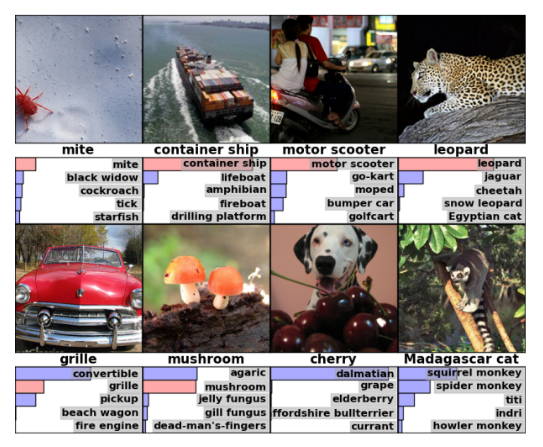 mite container ship motor scooter leopard
mite container ship motor scooter leopard
black widow lifeboat go-kart jaguar
cockroach amphibian moped cheetah
tick fireboat bumper car snow leopard
starfish drilling platform golfcart Egyptian cat
grille mushroom cherry Madagascar cat
convertible agaric dalmatian squirrel monkey
grille mushroom grape spider monkey
pickup jelly fungus elderberry titi
beach wagon gill fungus ffordshire bullterrier indri
fire engine dead-man's-fingers currant howler monkey